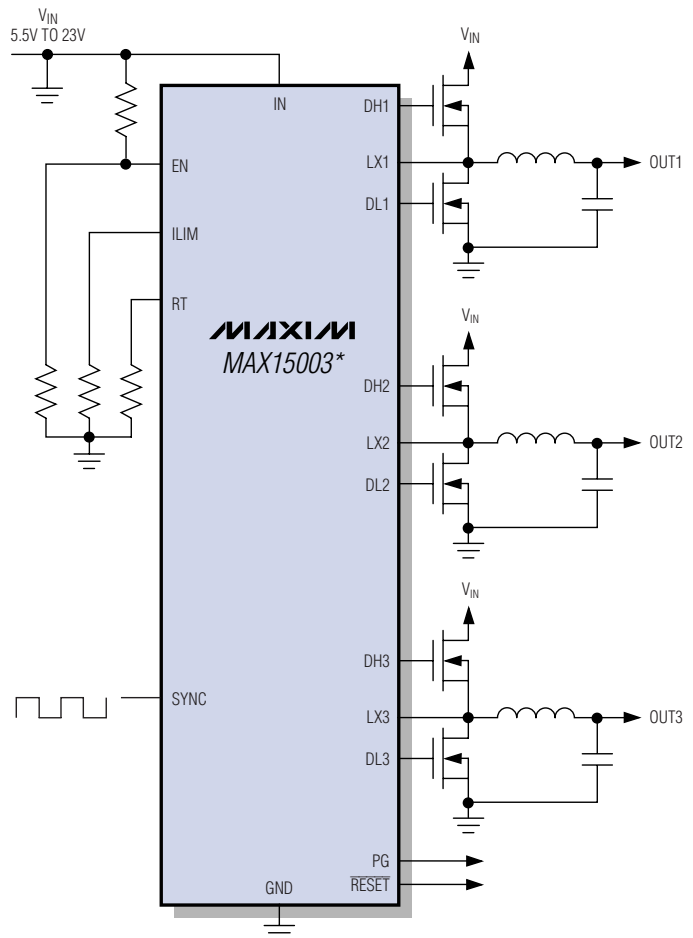 VIN
5.5V TO 23V
IN
EN
ILIM
RT
MAXIM
MAX15003*
SYNC
GND
DH1
LX1
DL1
VIN
OUT1
DH2
LX2
DL2
VIN
OUT2
DH3
LX3
DL3
VIN
OUT3
PG
RESET